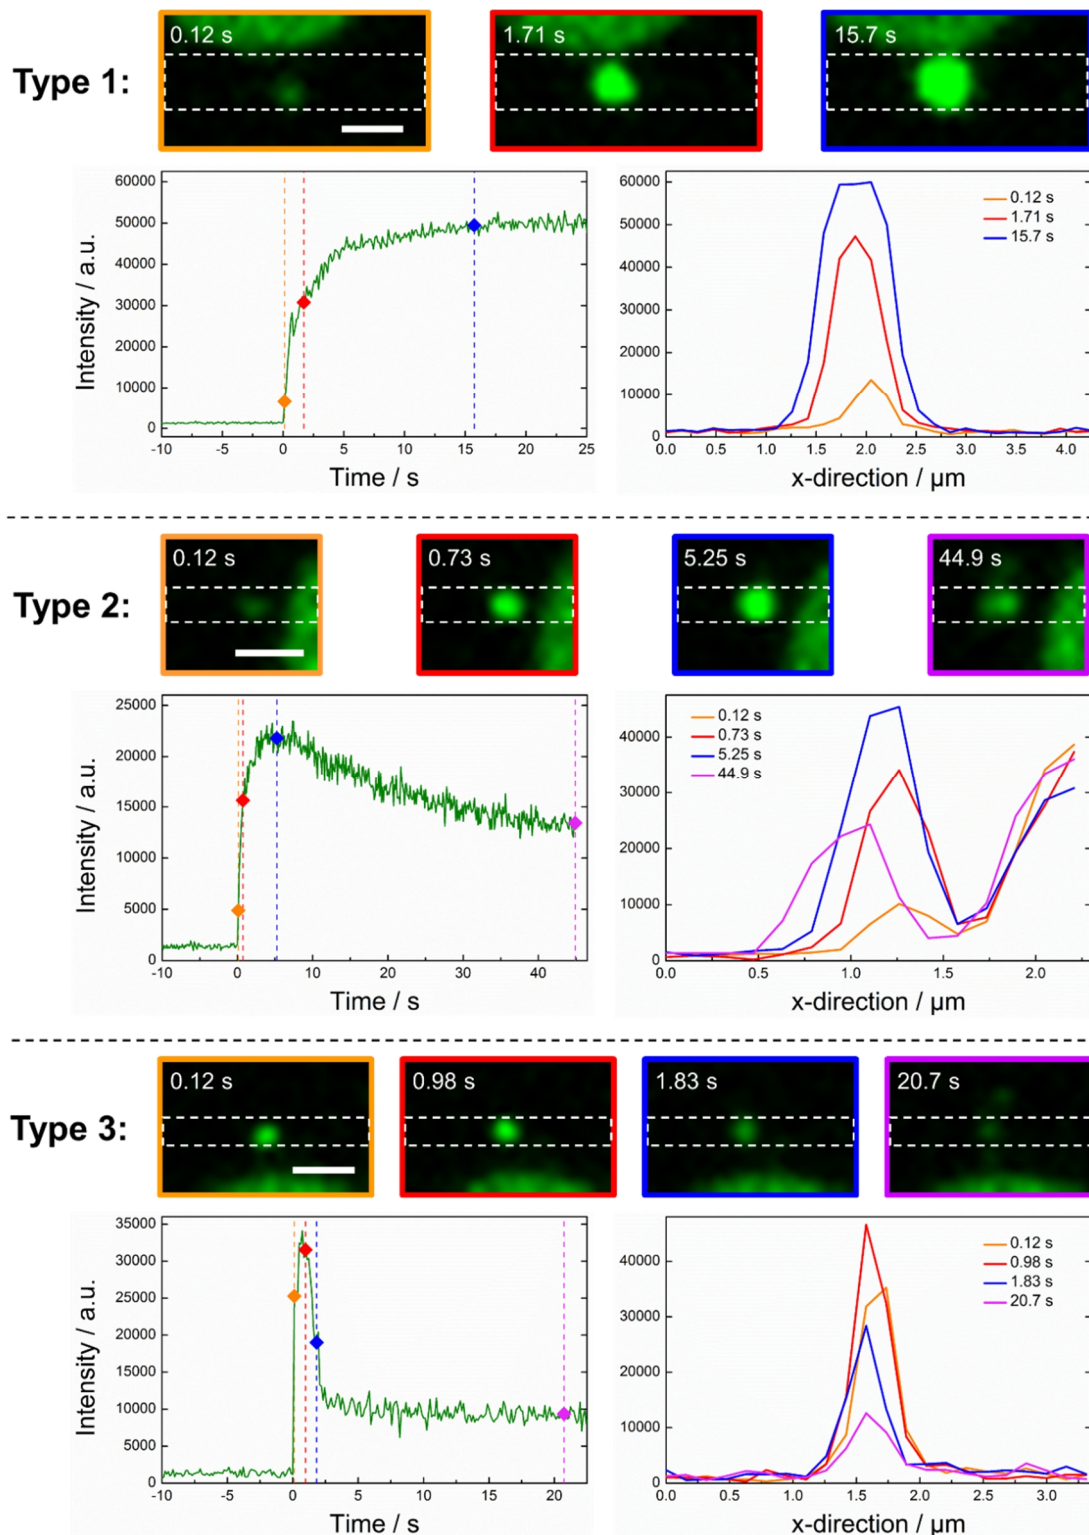 Type 1:
0.12 s
1.71 s
15.7 s
60000
50000
40000
30000
20000
10000
0
Intensity / a.u.
-10 -5 0 5 10 15 20 25
Time / s
60000
50000
40000
30000
20000
10000
0
0.12 s
1.71 s
15.7 s
0.0 0.5 1.0 1.5 2.0 2.5 3.0 3.5 4.0
x-direction / µm
Type 2:
0.12 s
0.73 s
5.25 s
44.9 s
25000
20000
15000
10000
5000
0
Intensity / a.u.
-10 0 10 20 30 40
Time / s
40000
30000
20000
10000
0
0.12 s
0.73 s
5.25 s
44.9 s
0.0 0.5 1.0 1.5 2.0
x-direction / µm
Type 3:
0.12 s
0.98 s
1.83 s
20.7 s
35000
30000
25000
20000
15000
10000
5000
0
Intensity / a.u.
-10 -5 0 5 10 15 20
Time / s
40000
30000
20000
10000
0
0.12 s
0.98 s
1.83 s
20.7 s
0.0 0.5 1.0 1.5 2.0 2.5 3.0
x-direction / µm